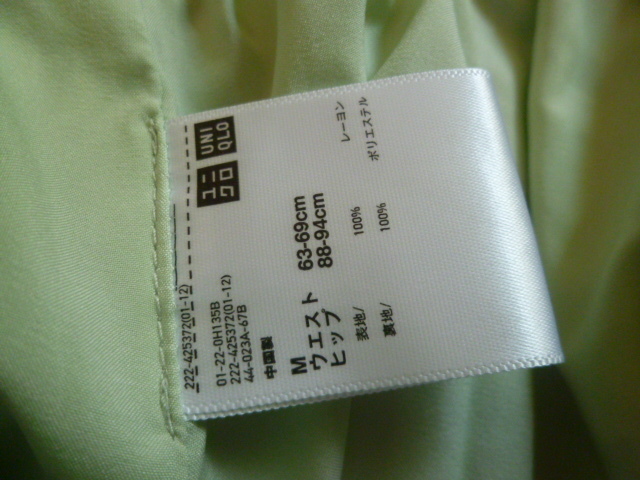 UNI
QLO
ユニ
クロ
222-425372(01-12)
01-22-0H135B
222-425372(01-12)
44-023A-67B
中国製
M
ウエスト 63-69cm
ヒップ 88-94cm
表地/ 100% レーヨン
裏地/ 100% ポリエステル